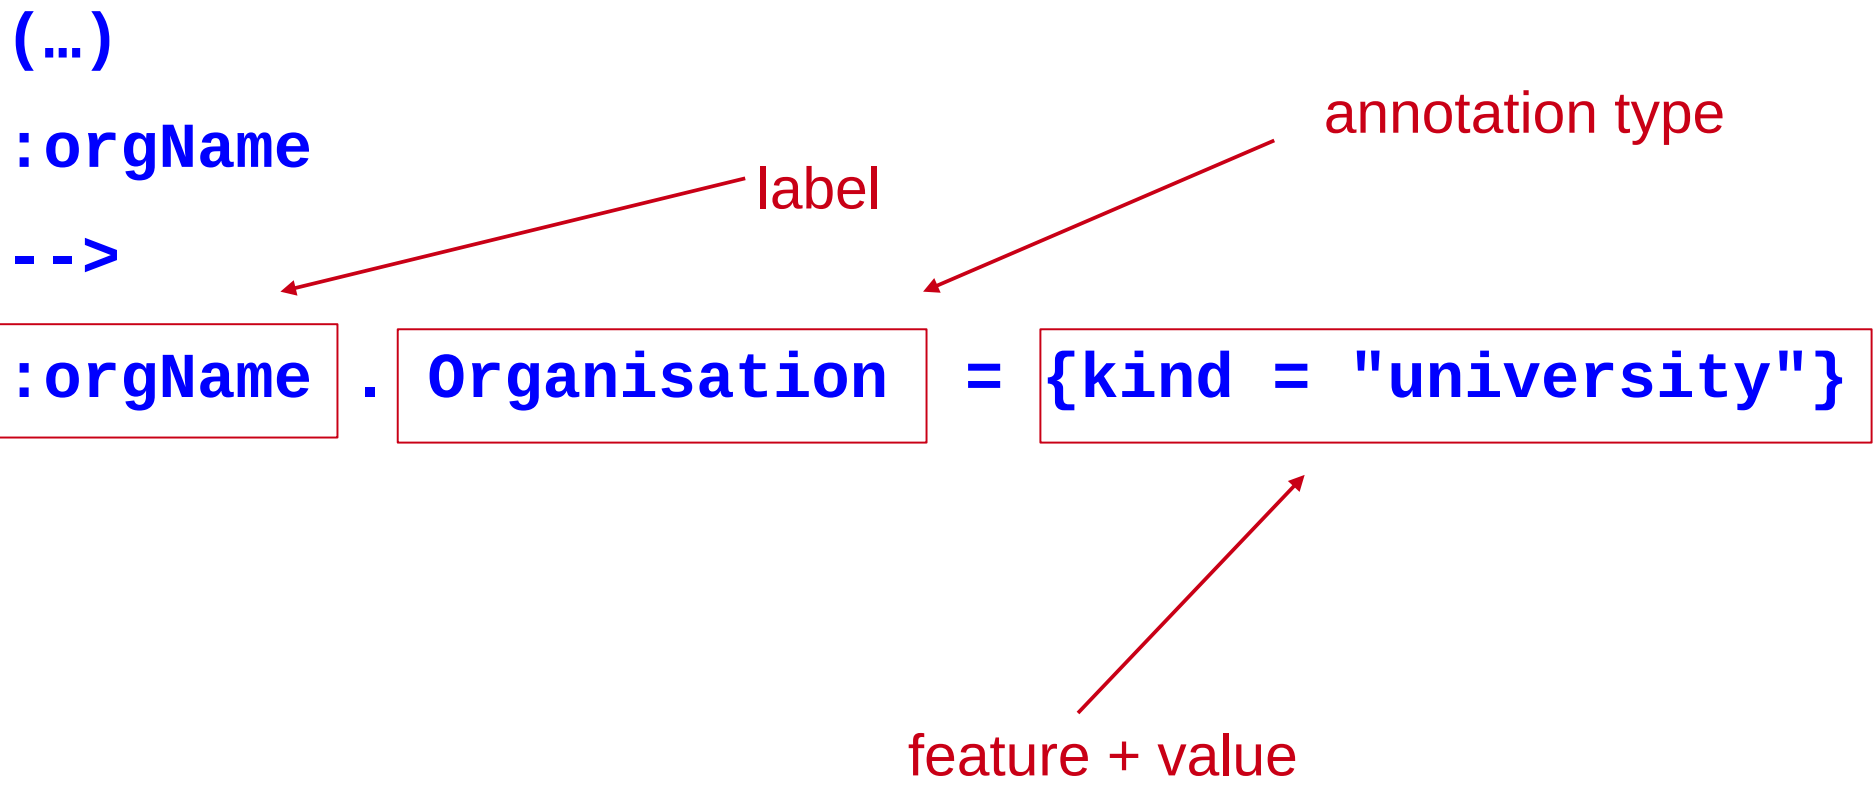 (…)
:orgName
annotation type
label
-->
:orgName . Organisation = {kind = "university"}
feature + value